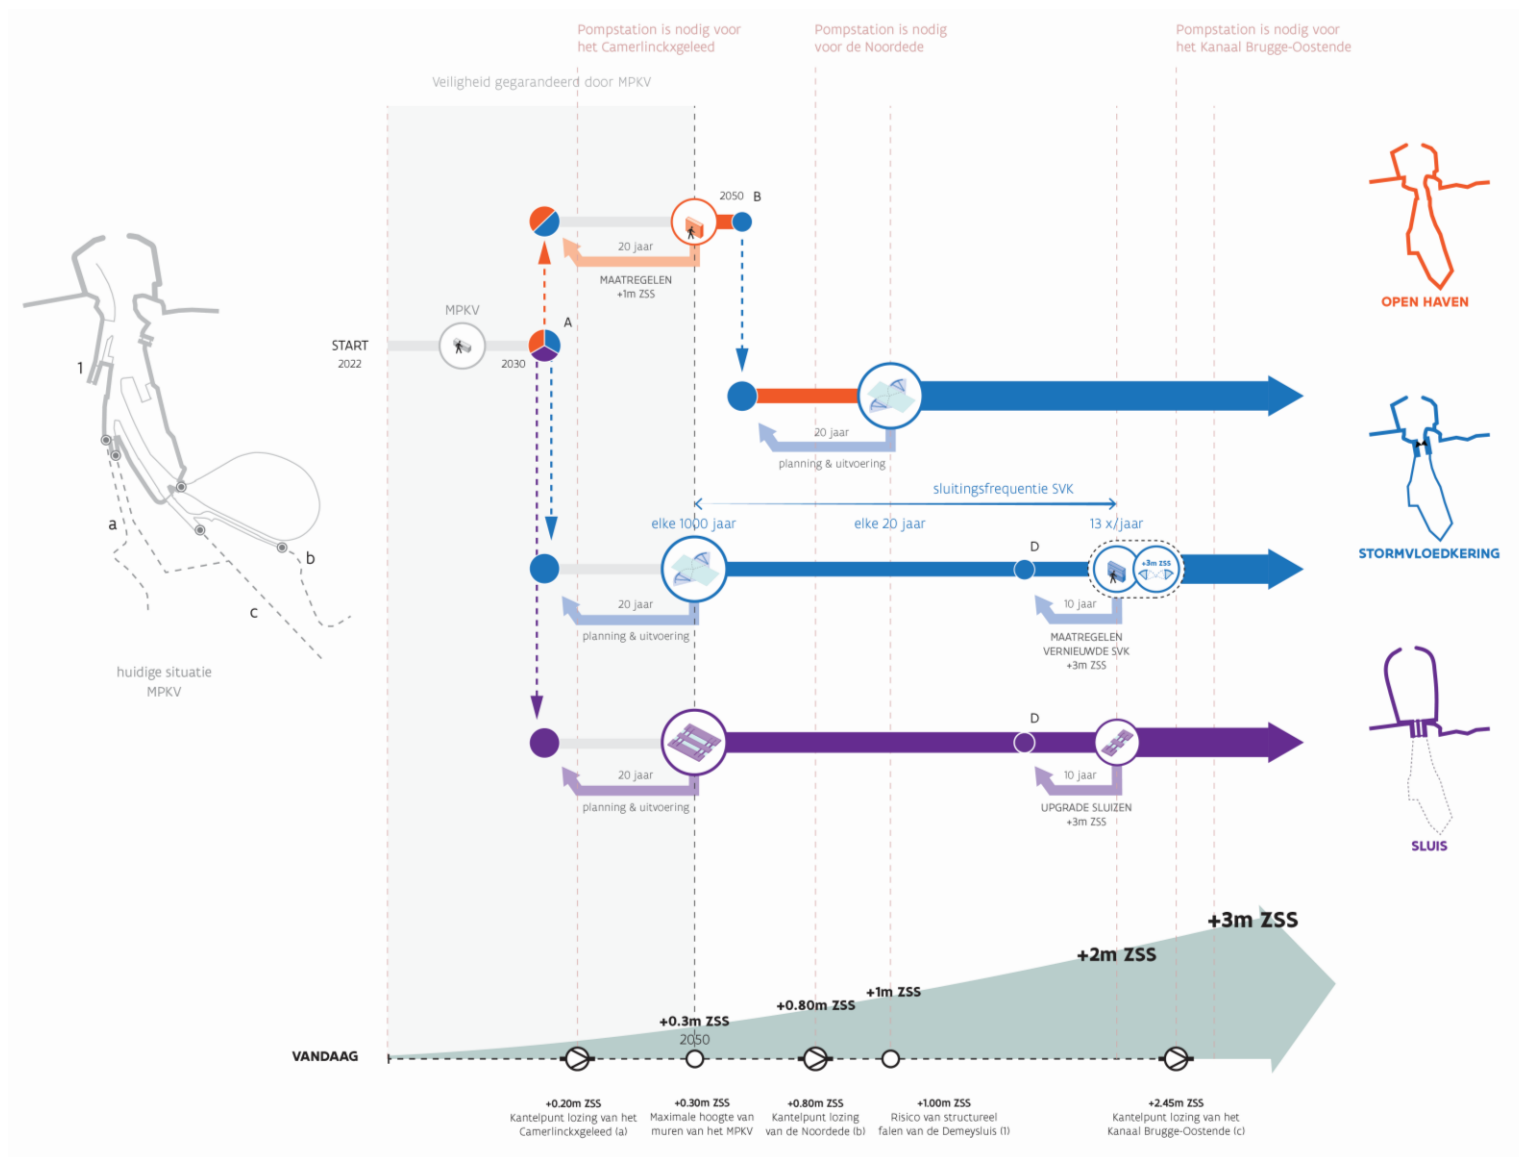 Pompstation is nodig voor
het Camerlinckxgeleed
Pompstation is nodig
voor de Noordede
Pompstation is nodig voor
het Kanaal Brugge-Oostende
Veiligheid gegarandeerd door MPKV
2050
B
20 jaar
MAATREGELEN
+1m ZSS
OPEN HAVEN
MPKV
A
START
2022
2030
1
20 jaar
planning & uitvoering
sluitingsfrequentie SVK
elke 1000 jaar
elke 20 jaar
13 x/jaar
a
b
c
huidige situatie
MPKV
D
+3m ZSS
20 jaar
planning & uitvoering
10 jaar
MAATREGELEN
VERNIEUWDE SVK
+3m ZSS
STORMVLOEDKERING
D
20 jaar
planning & uitvoering
10 jaar
UPGRADE SLUIZEN
+3m ZSS
SLUIS
+3m ZSS
+2m ZSS
+1m ZSS
+0.80m ZSS
+0.3m ZSS
2050
VANDAAG
+0.20m ZSS
Kantelpunt lozing van het
Camerlinckxgeleed (a)
+0.30m ZSS
Maximale hoogte van
muren van het MPKV
+0.80m ZSS
Kantelpunt lozing
van de Noordede (b)
+1.00m ZSS
Risico van structureel
falen van de Demeysluis (1)
+2.45m ZSS
Kantelpunt lozing van het
Kanaal Brugge-Oostende (c)